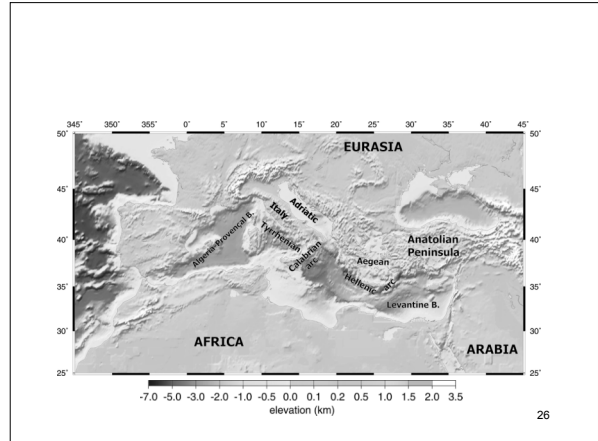 345˚ 350˚ 355˚ 0˚ 5˚ 10˚ 15˚ 20˚ 25˚ 30˚ 35˚ 40˚ 45˚
50˚ 50˚
EURASIA
45˚ 45˚
Italy
Adriatic
Algeria-Provençal B.
Tyrrhenian
Anatolian
Peninsula
40˚ 40˚
Calabrian
arc
Aegean
Hellenic arc
35˚ 35˚
Levantine B.
30˚ 30˚
AFRICA
ARABIA
25˚ 25˚
-7.0 -5.0 -3.0 -2.0 -1.0 -0.5 0.0 0.1 0.2 0.5 1.0 1.5 2.0 3.5
elevation (km)
26